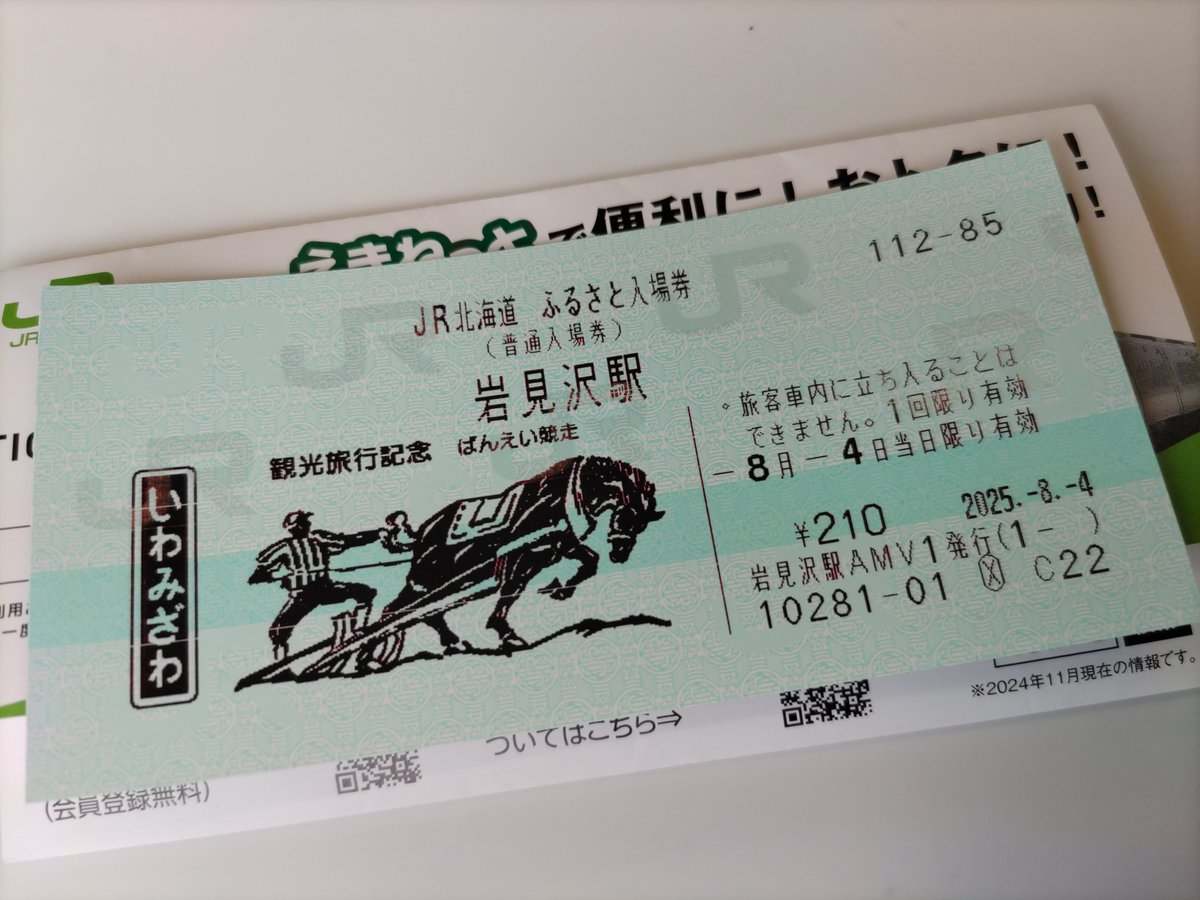 えきねっとで便利に!おトクに!
JR
112-85
JR北海道 ふるさと入場券
(普通入場券)
岩見沢駅
観光旅行記念 ばんえい競走
いわみざわ
。旅客車内に立ち入ることは
できません。1回限り有効
-8月-4日当日限り有効
¥210 2025.-8.-4
岩見沢駅AMV1発行(1- )
10281-01 C22
※2024年11月現在の情報です。
ついてはこちら⇒
(会員登録無料)